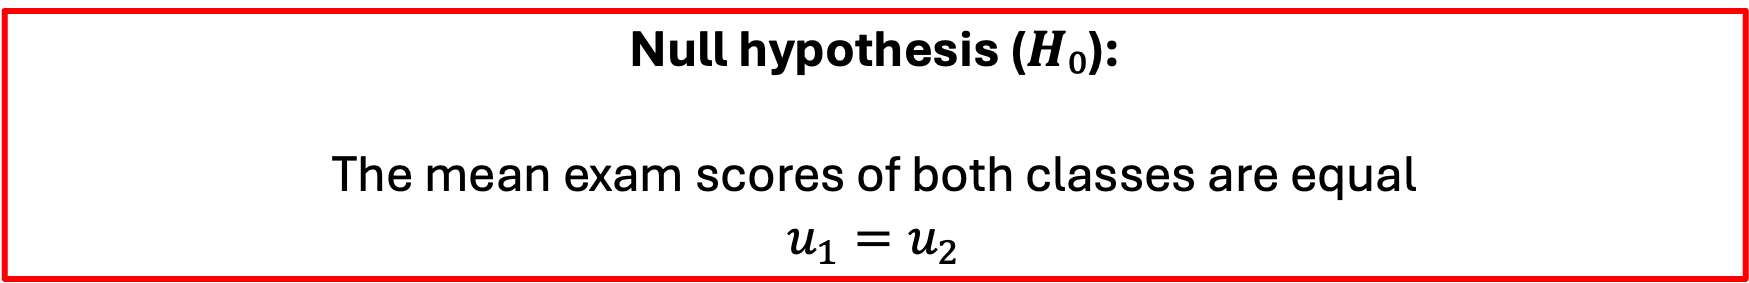 Null hypothesis (H₀):
The mean exam scores of both classes are equal
u₁ = u₂